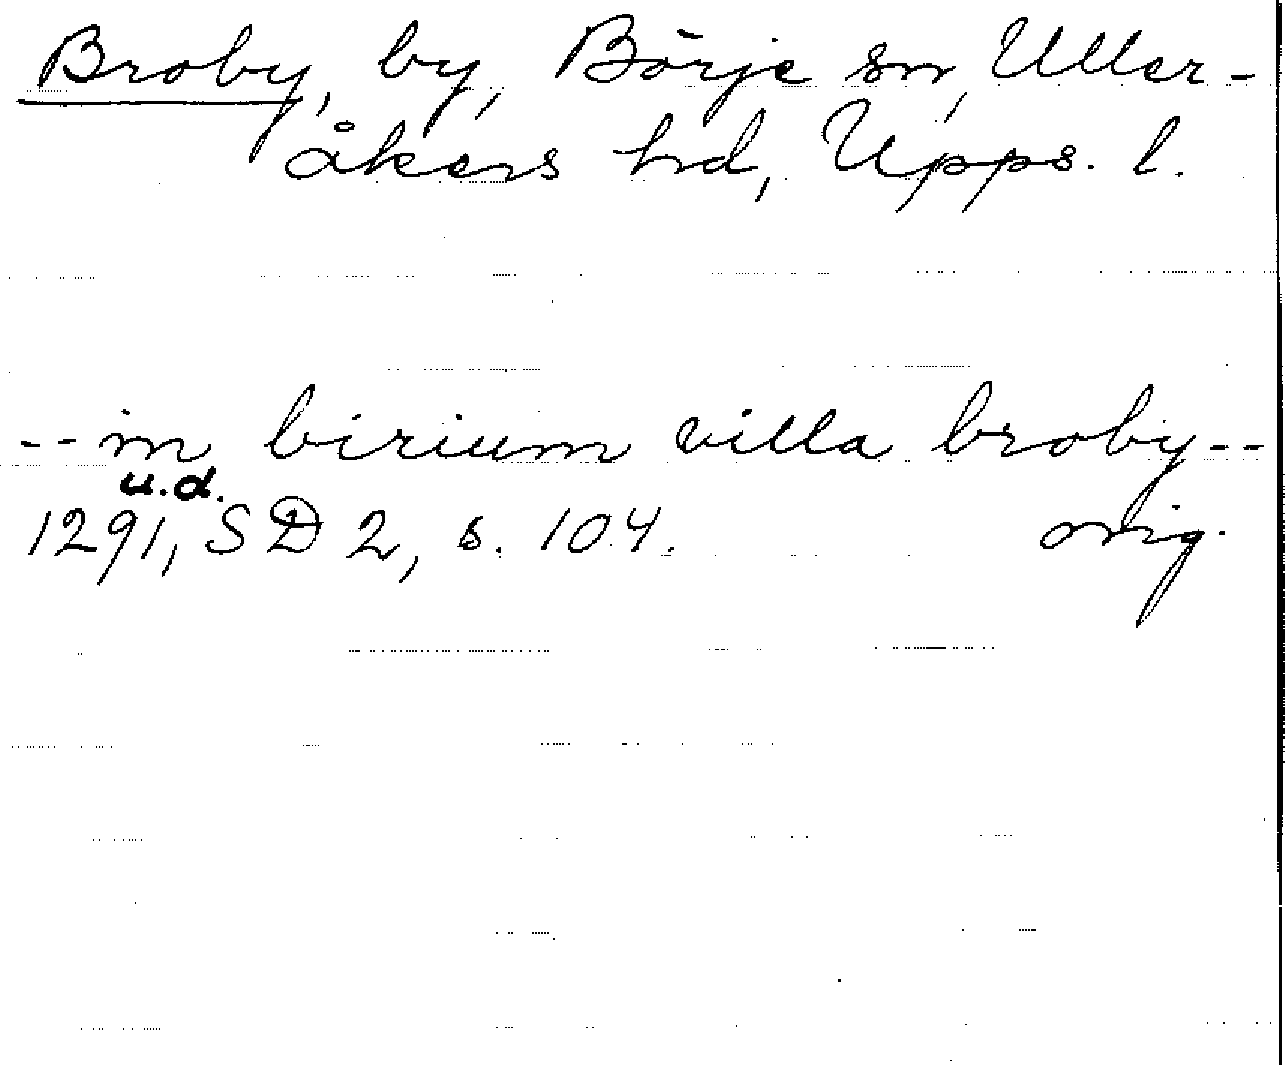 Broby, by, Börje sn, Uller-
åkers hd, Upps. l.
--in birium villa broby--
u.d.
1291, SD 2, s. 104. orig.